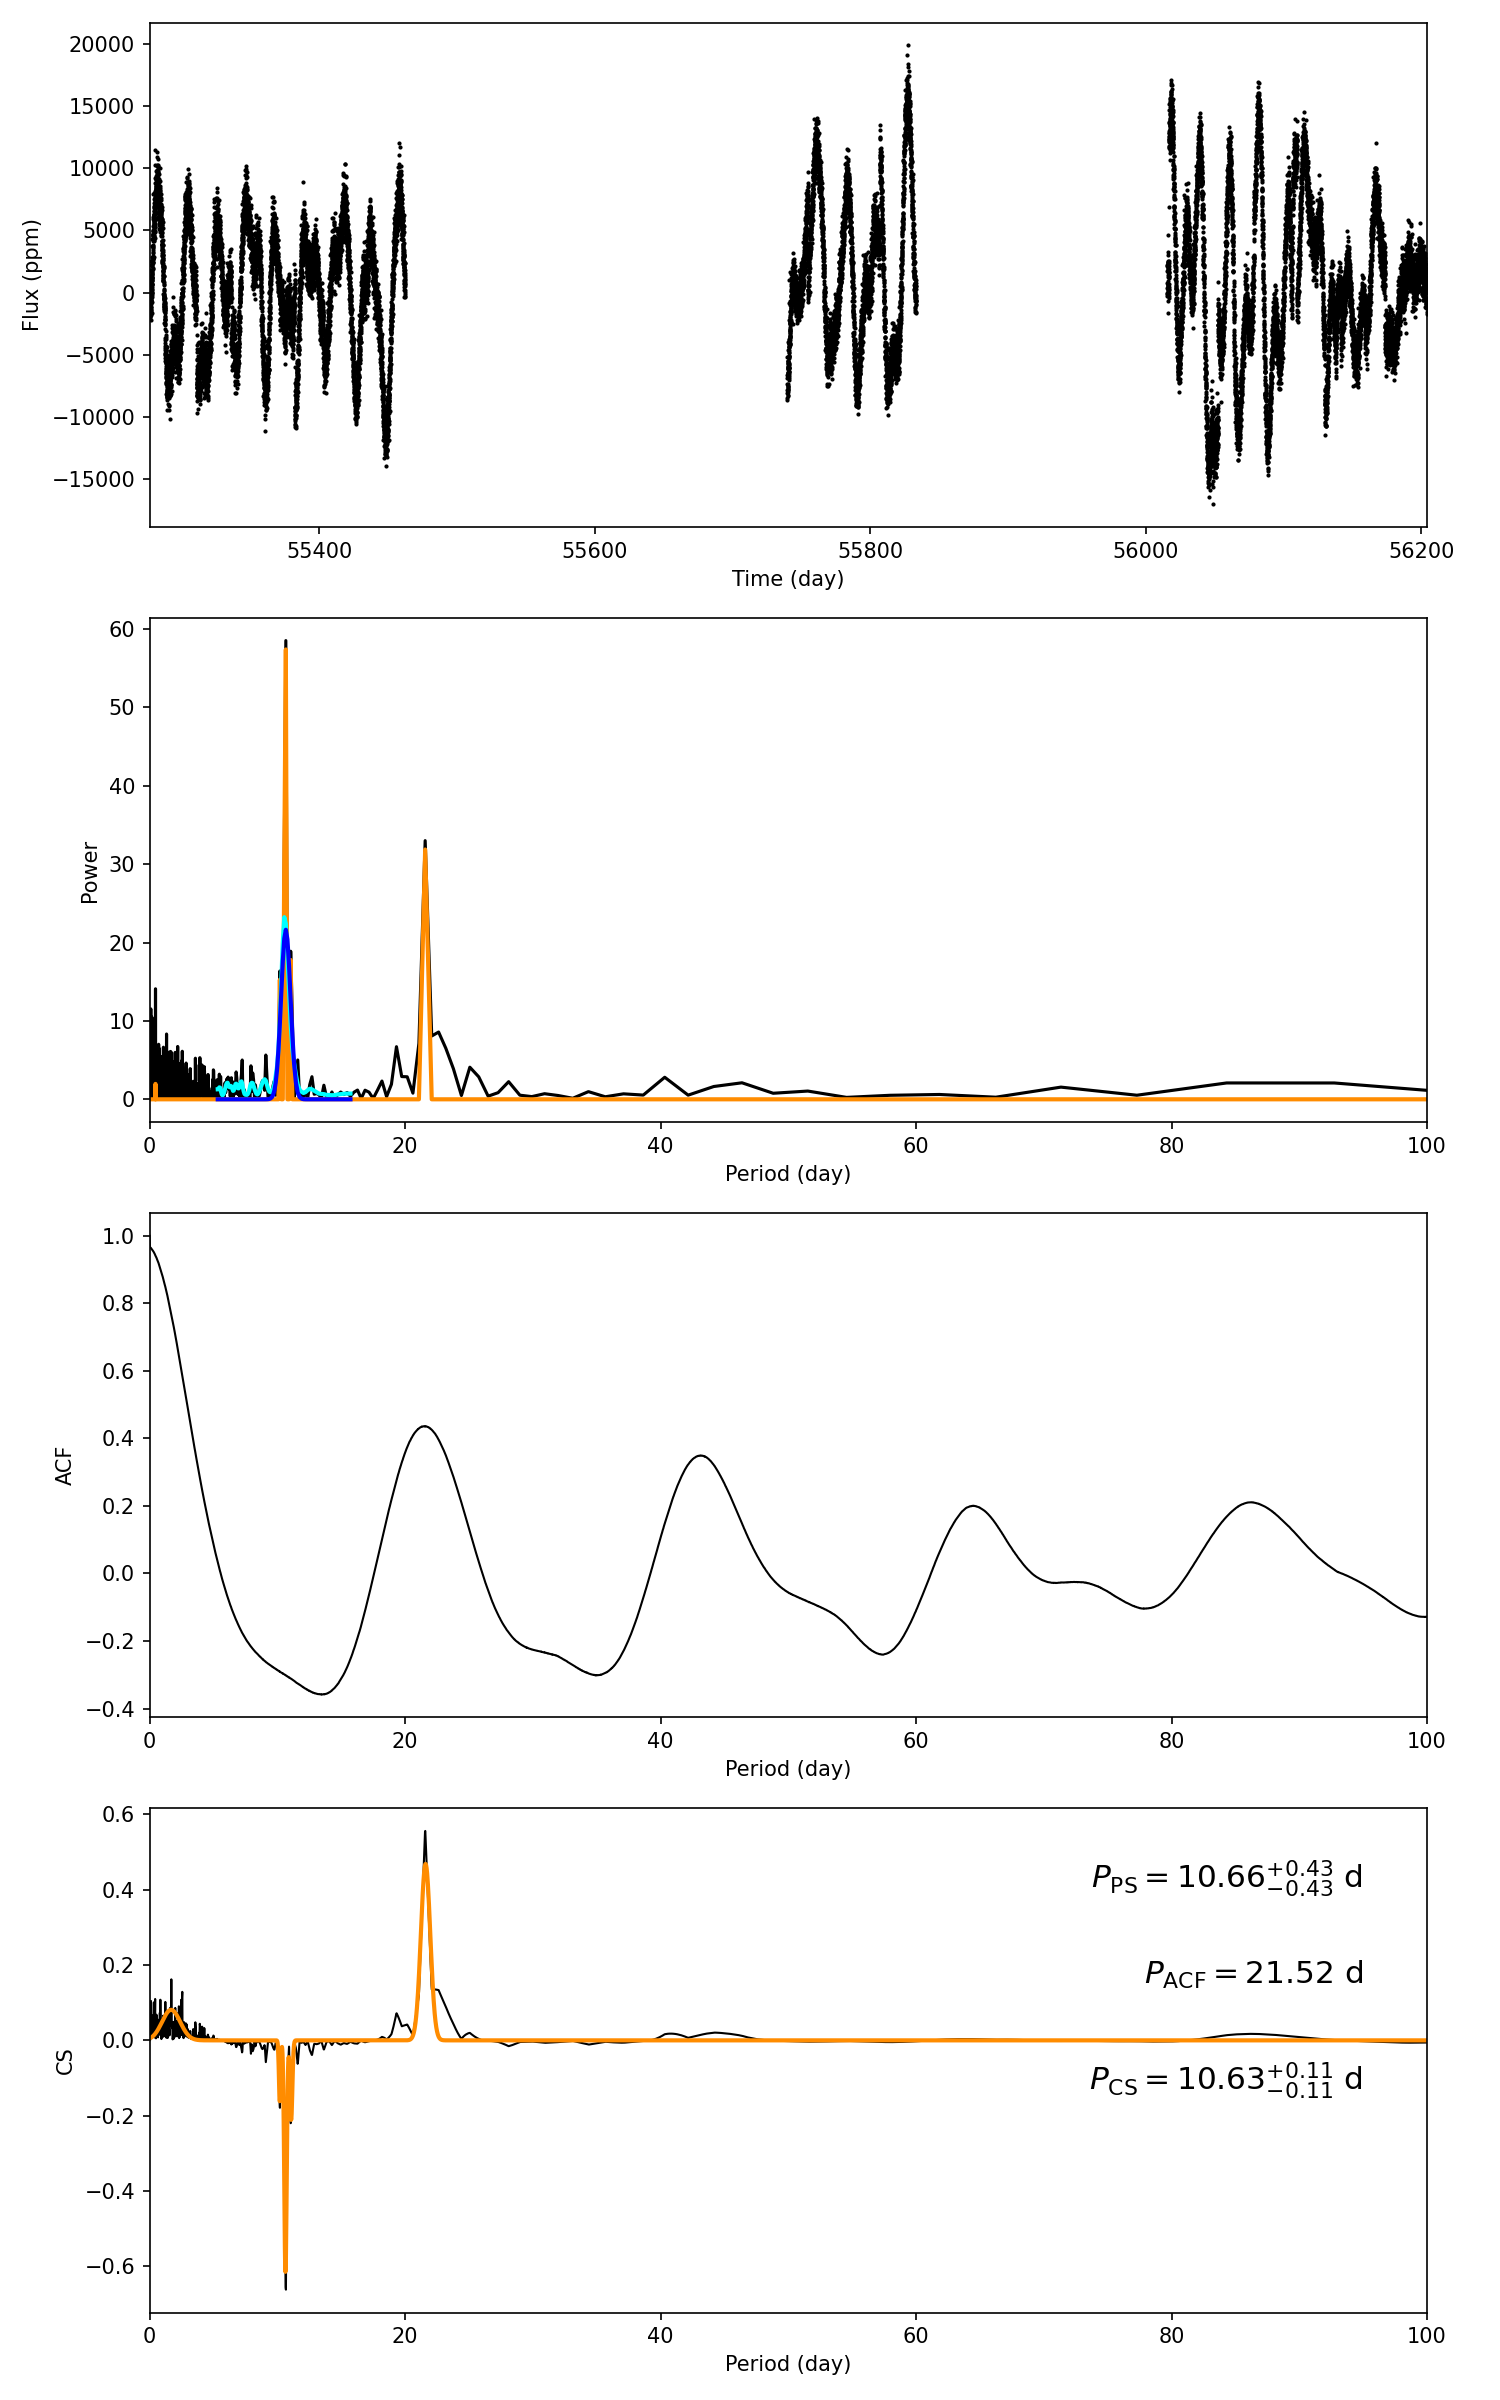 20000
15000
10000
5000
0
−5000
−10000
−15000
Flux (ppm)
55400 55600 55800 56000 56200
Time (day)
60
50
40
30
20
10
0
Power
0 20 40 60 80 100
Period (day)
1.0
0.8
0.6
0.4
0.2
0.0
−0.2
−0.4
ACF
0 20 40 60 80 100
Period (day)
0.6
0.4
0.2
0.0
−0.2
−0.4
−0.6
CS
P_PS = 10.66 +0.43 −0.43 d
P_ACF = 21.52 d
P_CS = 10.63 +0.11 −0.11 d
0 20 40 60 80 100
Period (day)